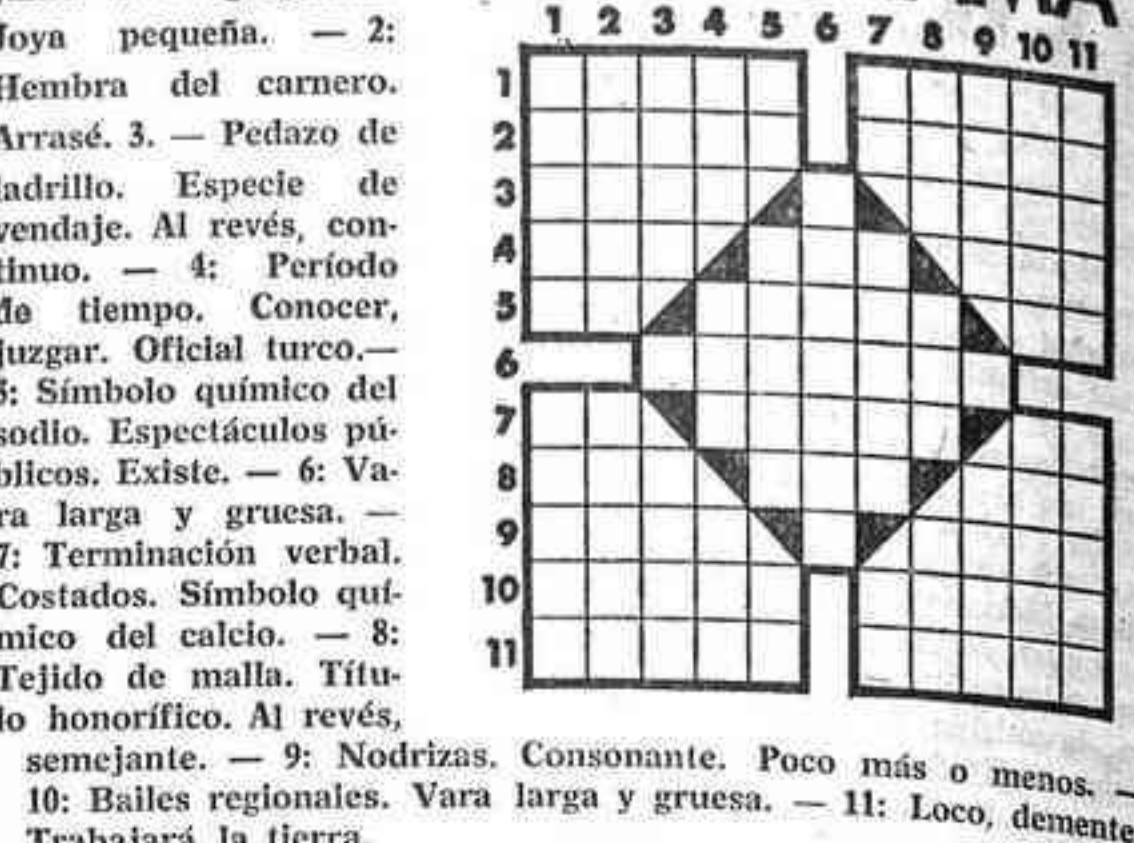 Joya pequeña. — 2:
Hembra del carnero.
Arrasé. 3. — Pedazo de
ladrillo. Especie de
vendaje. Al revés, con-
tinuo. — 4: Período
de tiempo. Conocer,
juzgar. Oficial turco.—
5: Símbolo químico del
sodio. Espectáculos pú-
blicos. Existe. — 6: Va-
ra larga y gruesa. —
7: Terminación verbal.
Costados. Símbolo quí-
mico del calcio. — 8:
Tejido de malla. Títu-
lo honorífico. Al revés,
semejante. — 9: Nodrizas. Consonante. Poco más o menos. —
10: Bailes regionales. Vara larga y gruesa. — 11: Loco, demente
Trabajará la tierra.
1 2 3 4 5 6 7 8 9 10 11
1
2
3
4
5
6
7
8
9
10
11